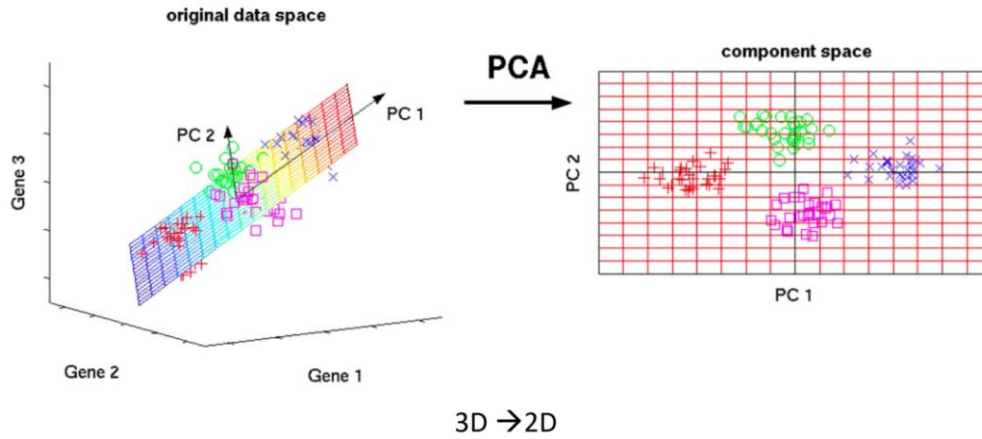 original data space
PCA
component space
PC 1
PC 2
Gene 3
PC 2
PC 1
Gene 2
Gene 1
3D →2D